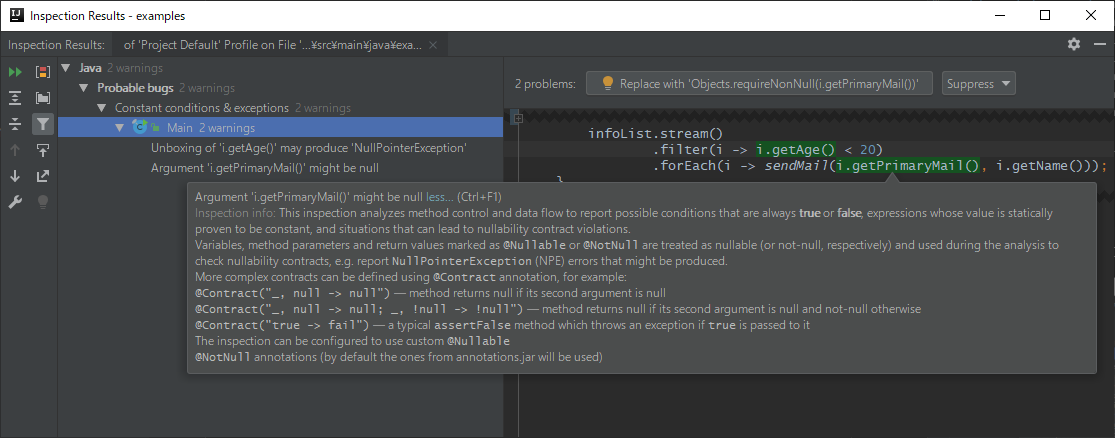 Inspection Results - examples
Inspection Results: of 'Project Default' Profile on File '...¥src¥main¥java¥exa...
Java 2 warnings
Probable bugs 2 warnings
Constant conditions & exceptions 2 warnings
Main 2 warnings
Unboxing of 'i.getAge()' may produce 'NullPointerException'
Argument 'i.getPrimaryMail()' might be null
2 problems: Replace with 'Objects.requireNonNull(i.getPrimaryMail())' Suppress
infoList.stream()
.filter(i -> i.getAge() < 20)
.forEach(i -> sendMail(i.getPrimaryMail(), i.getName()));
}
Argument 'i.getPrimaryMail()' might be null less... (Ctrl+F1)
Inspection info: This inspection analyzes method control and data flow to report possible conditions that are always true or false, expressions whose value is statically
proven to be constant, and situations that can lead to nullability contract violations.
Variables, method parameters and return values marked as @Nullable or @NotNull are treated as nullable (or not-null, respectively) and used during the analysis to
check nullability contracts, e.g. report NullPointerException (NPE) errors that might be produced.
More complex contracts can be defined using @Contract annotation, for example:
@Contract("_, null -> null") — method returns null if its second argument is null
@Contract("_, null -> null; _, !null -> !null") — method returns null if its second argument is null and not-null otherwise
@Contract("true -> fail") — a typical assertFalse method which throws an exception if true is passed to it
The inspection can be configured to use custom @Nullable
@NotNull annotations (by default the ones from annotations.jar will be used)